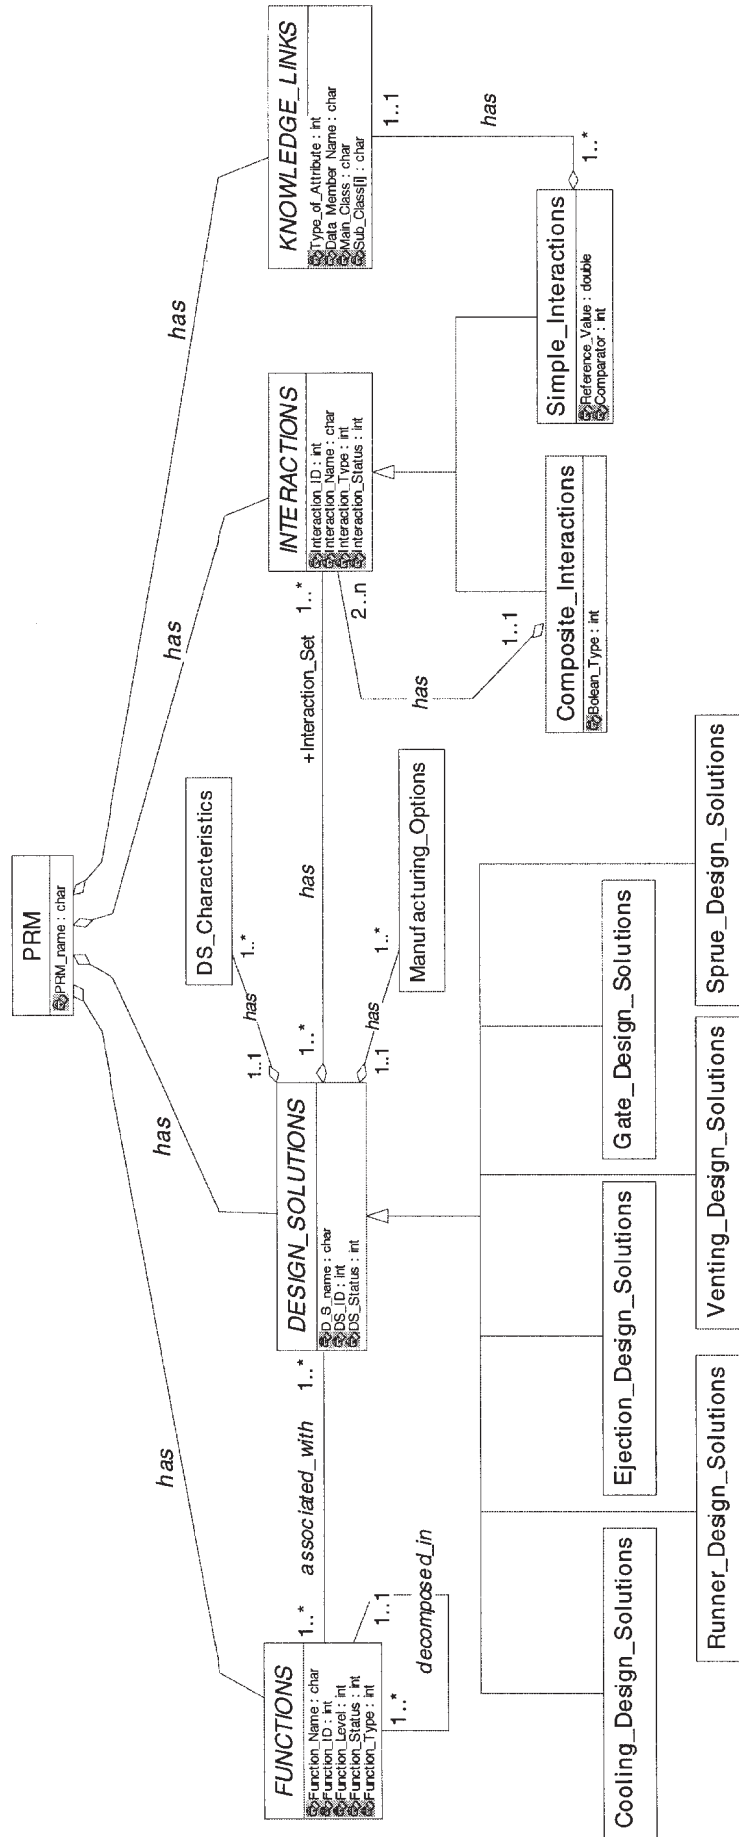 PRM
PRM_name : char
has
has
has
has
FUNCTIONS
Function_Name : char
Function_ID : int
Function_Level : int
Function_Status : int
Function_Type : int
1..*
associated_with
1..*
1..1
1..*
decomposed_in
DESIGN_SOLUTIONS
D_S_name : char
DS_ID : int
DS_Status : int
1..1
has
1..*
DS_Characteristics
1..*
has
+Interaction_Set
1..*
1..1
has
1..*
Manufacturing_Options
INTERACTIONS
Interaction_ID : int
Interaction_Name : char
Interaction_Type : int
Interaction_Status : int
2..n
has
1..1
KNOWLEDGE_LINKS
Type_of_Attribute : int
Data_Member_Name : char
Main_Class : char
Sub_Class[i] : char
1..1
has
1..*
Composite_Interactions
Bolean_Type : int
Simple_Interactions
Reference_Value : double
Comparator : int
Cooling_Design_Solutions
Ejection_Design_Solutions
Gate_Design_Solutions
Runner_Design_Solutions
Venting_Design_Solutions
Sprue_Design_Solutions